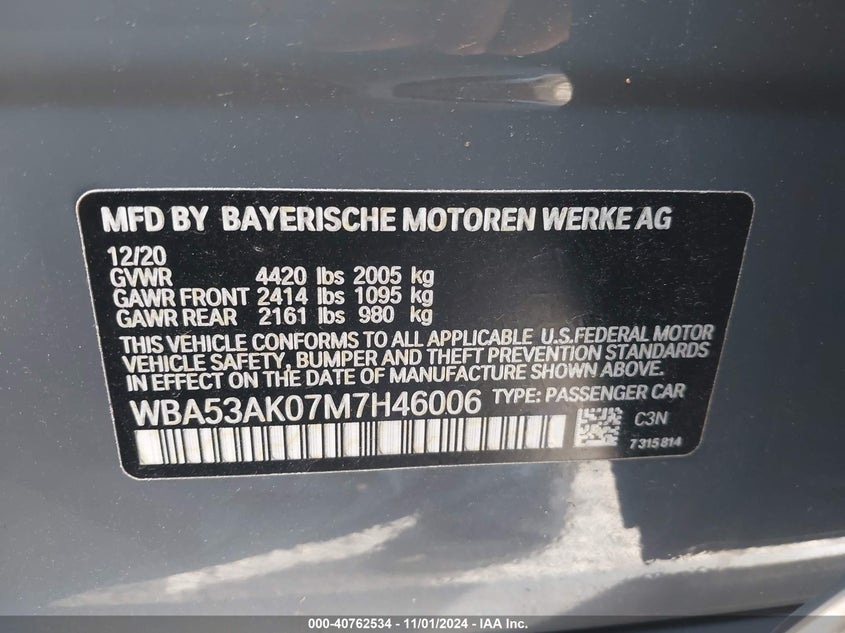 MFD BY BAYERISCHE MOTOREN WERKE AG
12/20
GVWR 4420 lbs 2005 kg
GAWR FRONT 2414 lbs 1095 kg
GAWR REAR 2161 lbs 980 kg
THIS VEHICLE CONFORMS TO ALL APPLICABLE U.S.FEDERAL MOTOR
VEHICLE SAFETY, BUMPER AND THEFT PREVENTION STANDARDS
IN EFFECT ON THE DATE OF MANUFACTURE SHOWN ABOVE.
WBA53AK07M7H46006 TYPE: PASSENGER CAR
C3N
7315814
000-40762534 - 11/01/2024 - IAA Inc.